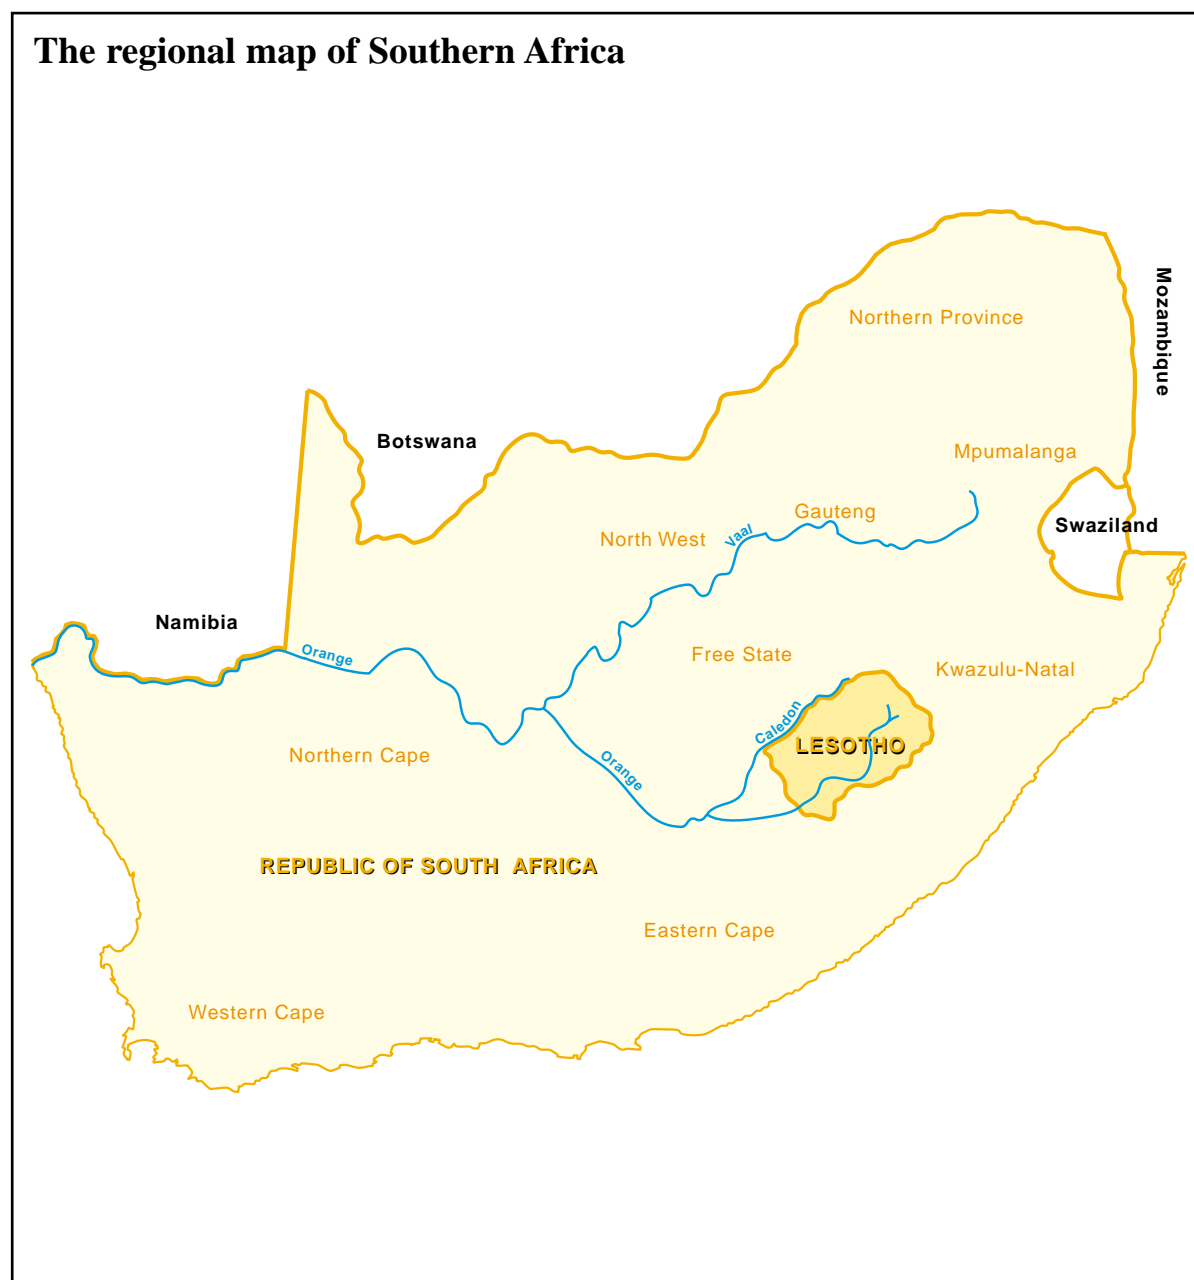 The regional map of Southern Africa
Mozambique
Northern Province
Botswana
Mpumalanga
Gauteng
Swaziland
North West
Vaal
Namibia
Orange
Free State
Kwazulu-Natal
Caledon
LESOTHO
Northern Cape
Orange
REPUBLIC OF SOUTH AFRICA
Eastern Cape
Western Cape